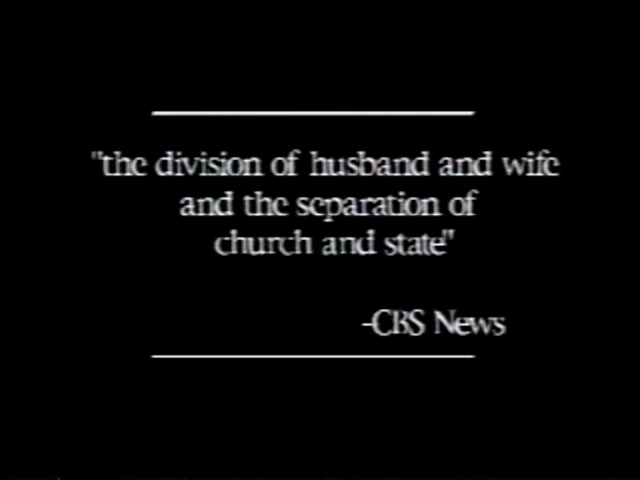 "the division of husband and wife
and the separation of
church and state"
-CBS News